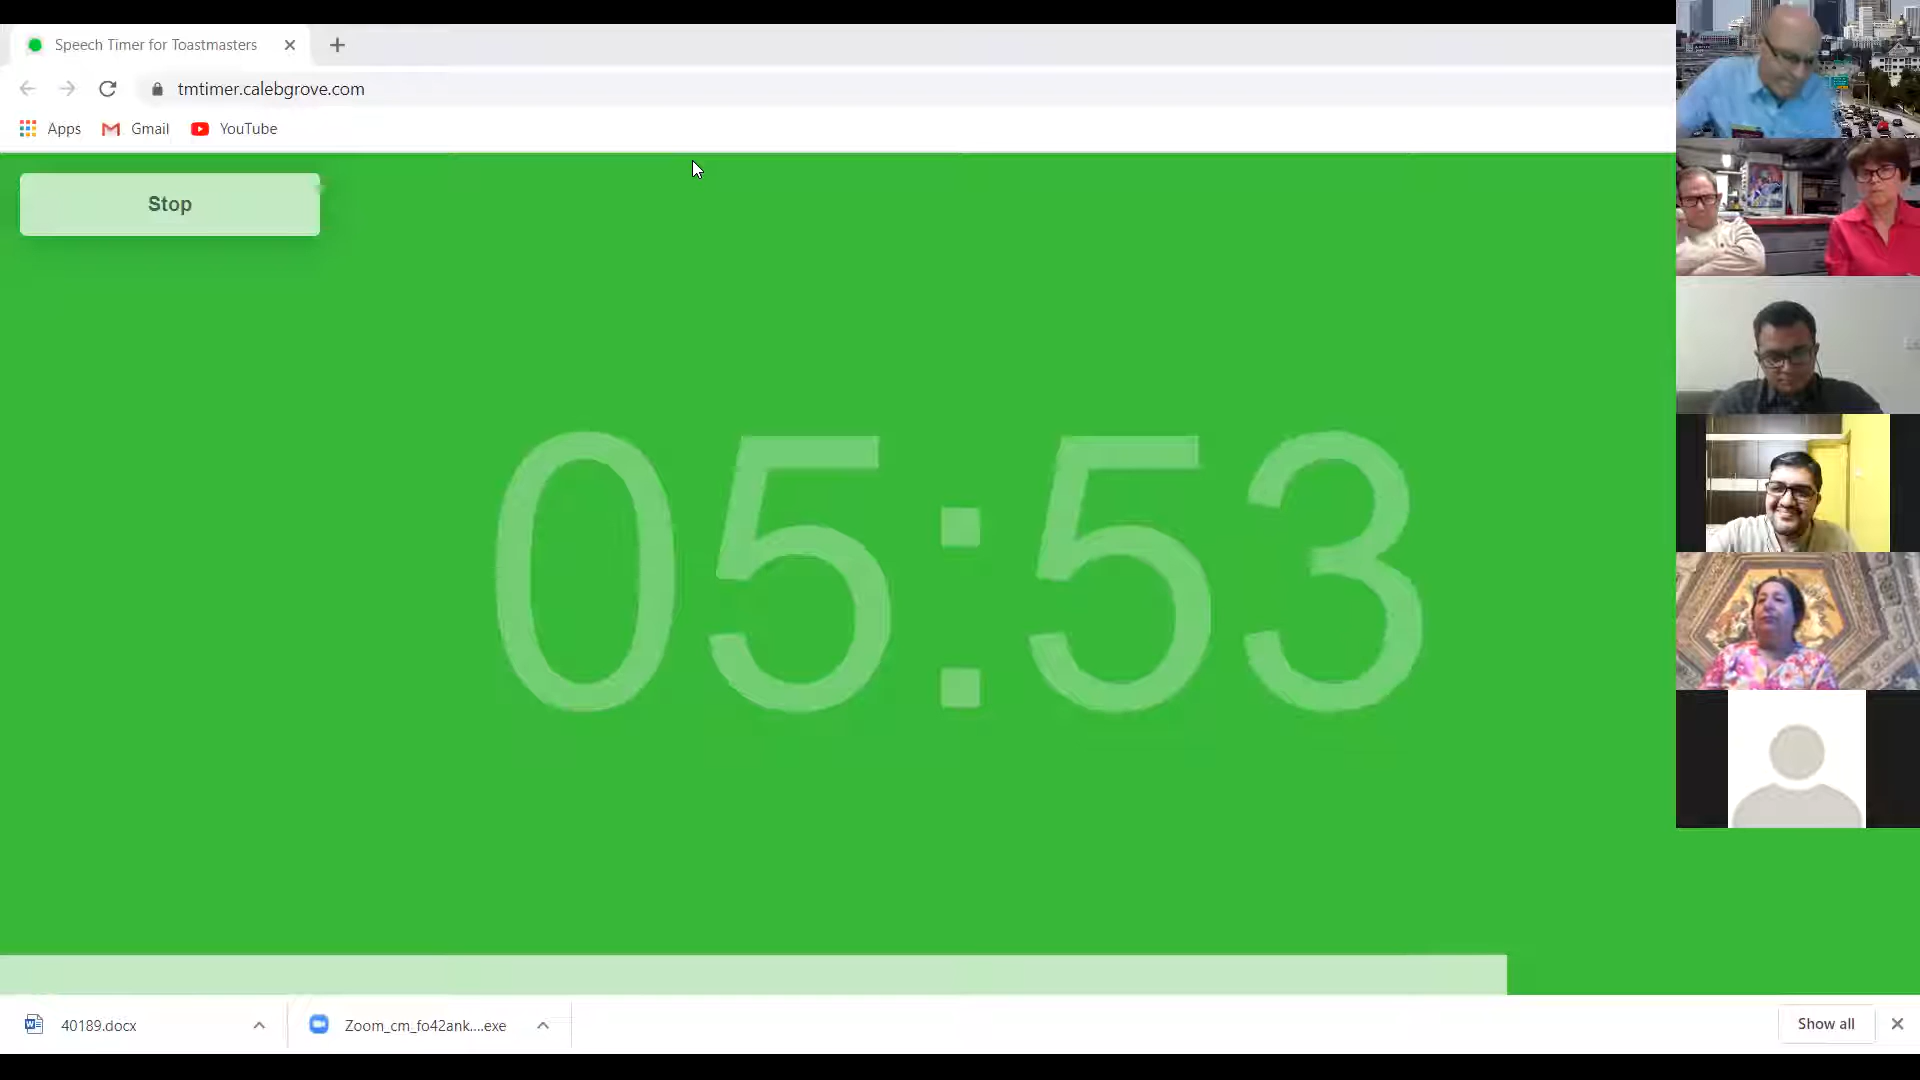 Speech Timer for Toastmasters
tmtimer.calebgrove.com
Apps Gmail YouTube
Stop
05:53
40189.docx Zoom_cm_fo42ank....exe Show all